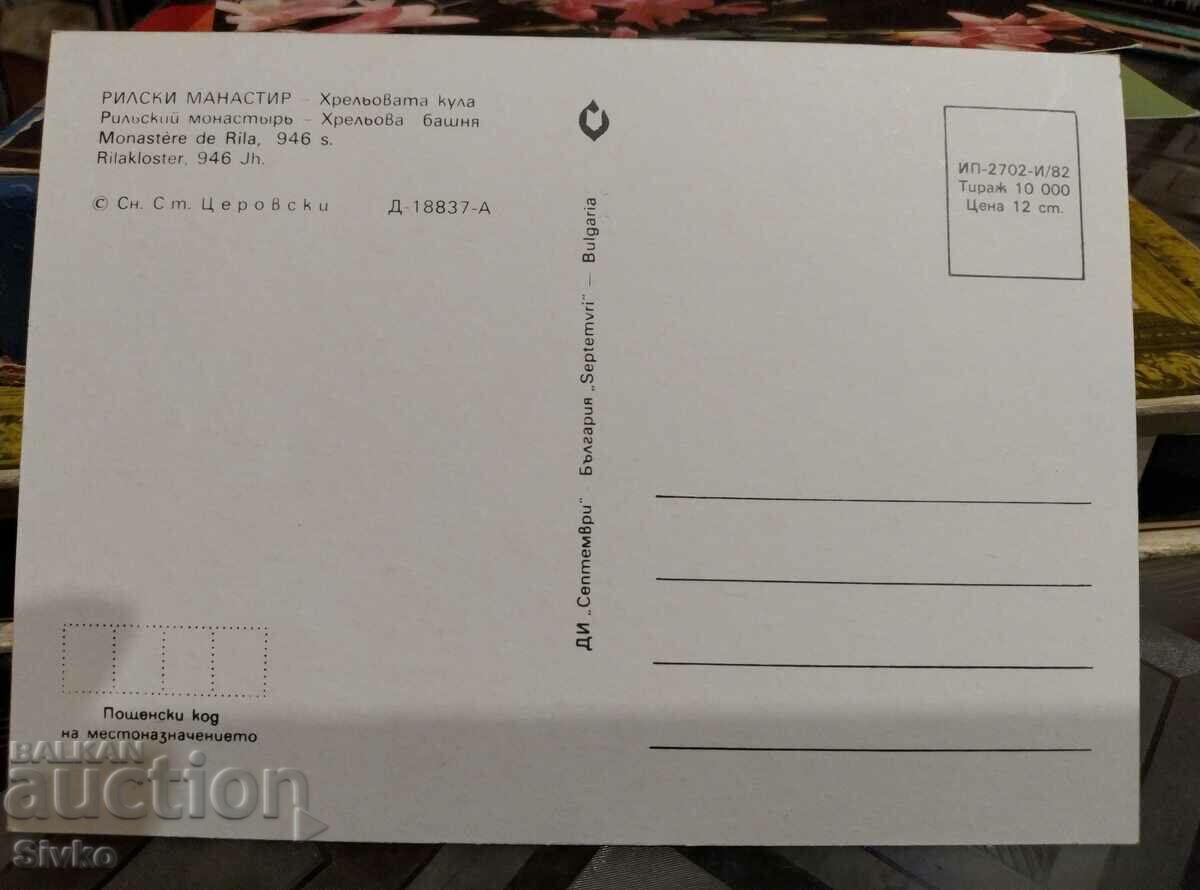 РИЛСКИ МАНАСТИР – Хрельовата кула
Рильский монастырь – Хрельова башня
Monastère de Rila, 946 s.
Rilakloster, 946 Jh.
© Сн. Ст. Церовски Д-18837-А
ДИ „Септември" България „Septemvri" – Bulgaria
ИП-2702-И/82
Тираж 10 000
Цена 12 ст.
Пощенски код
на местоназначението
BALKAN
auction
Sivko